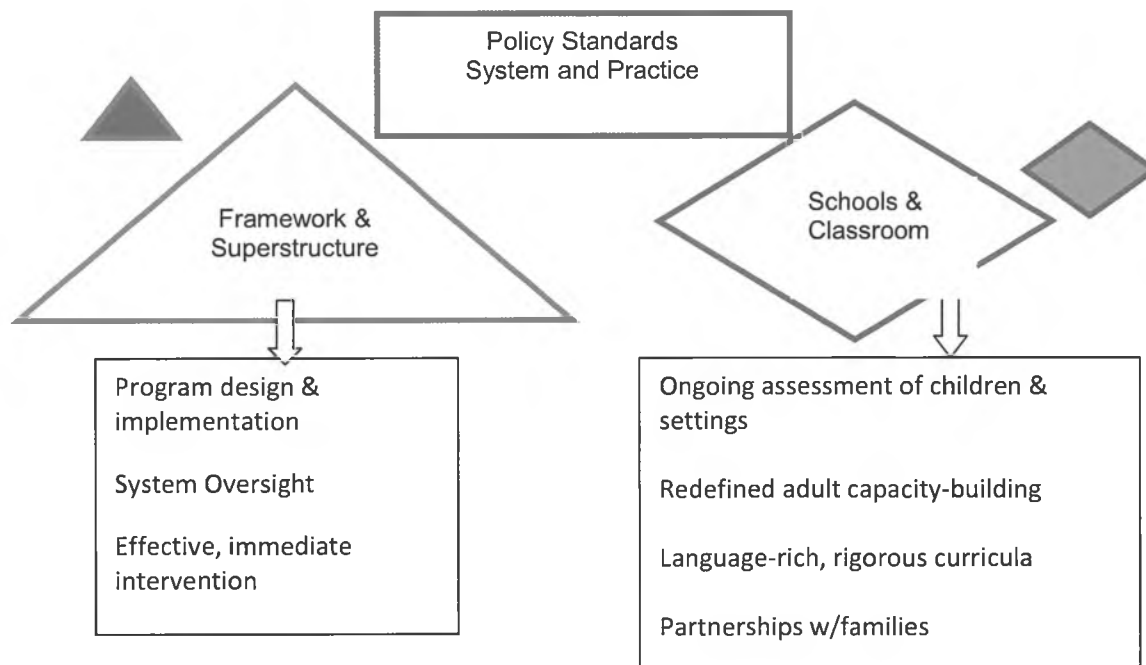 Policy Standards
System and Practice
Framework &
Superstructure
Schools &
Classroom
Program design &
implementation
System Oversight
Effective, immediate
intervention
Ongoing assessment of children &
settings
Redefined adult capacity-building
Language-rich, rigorous curricula
Partnerships w/families